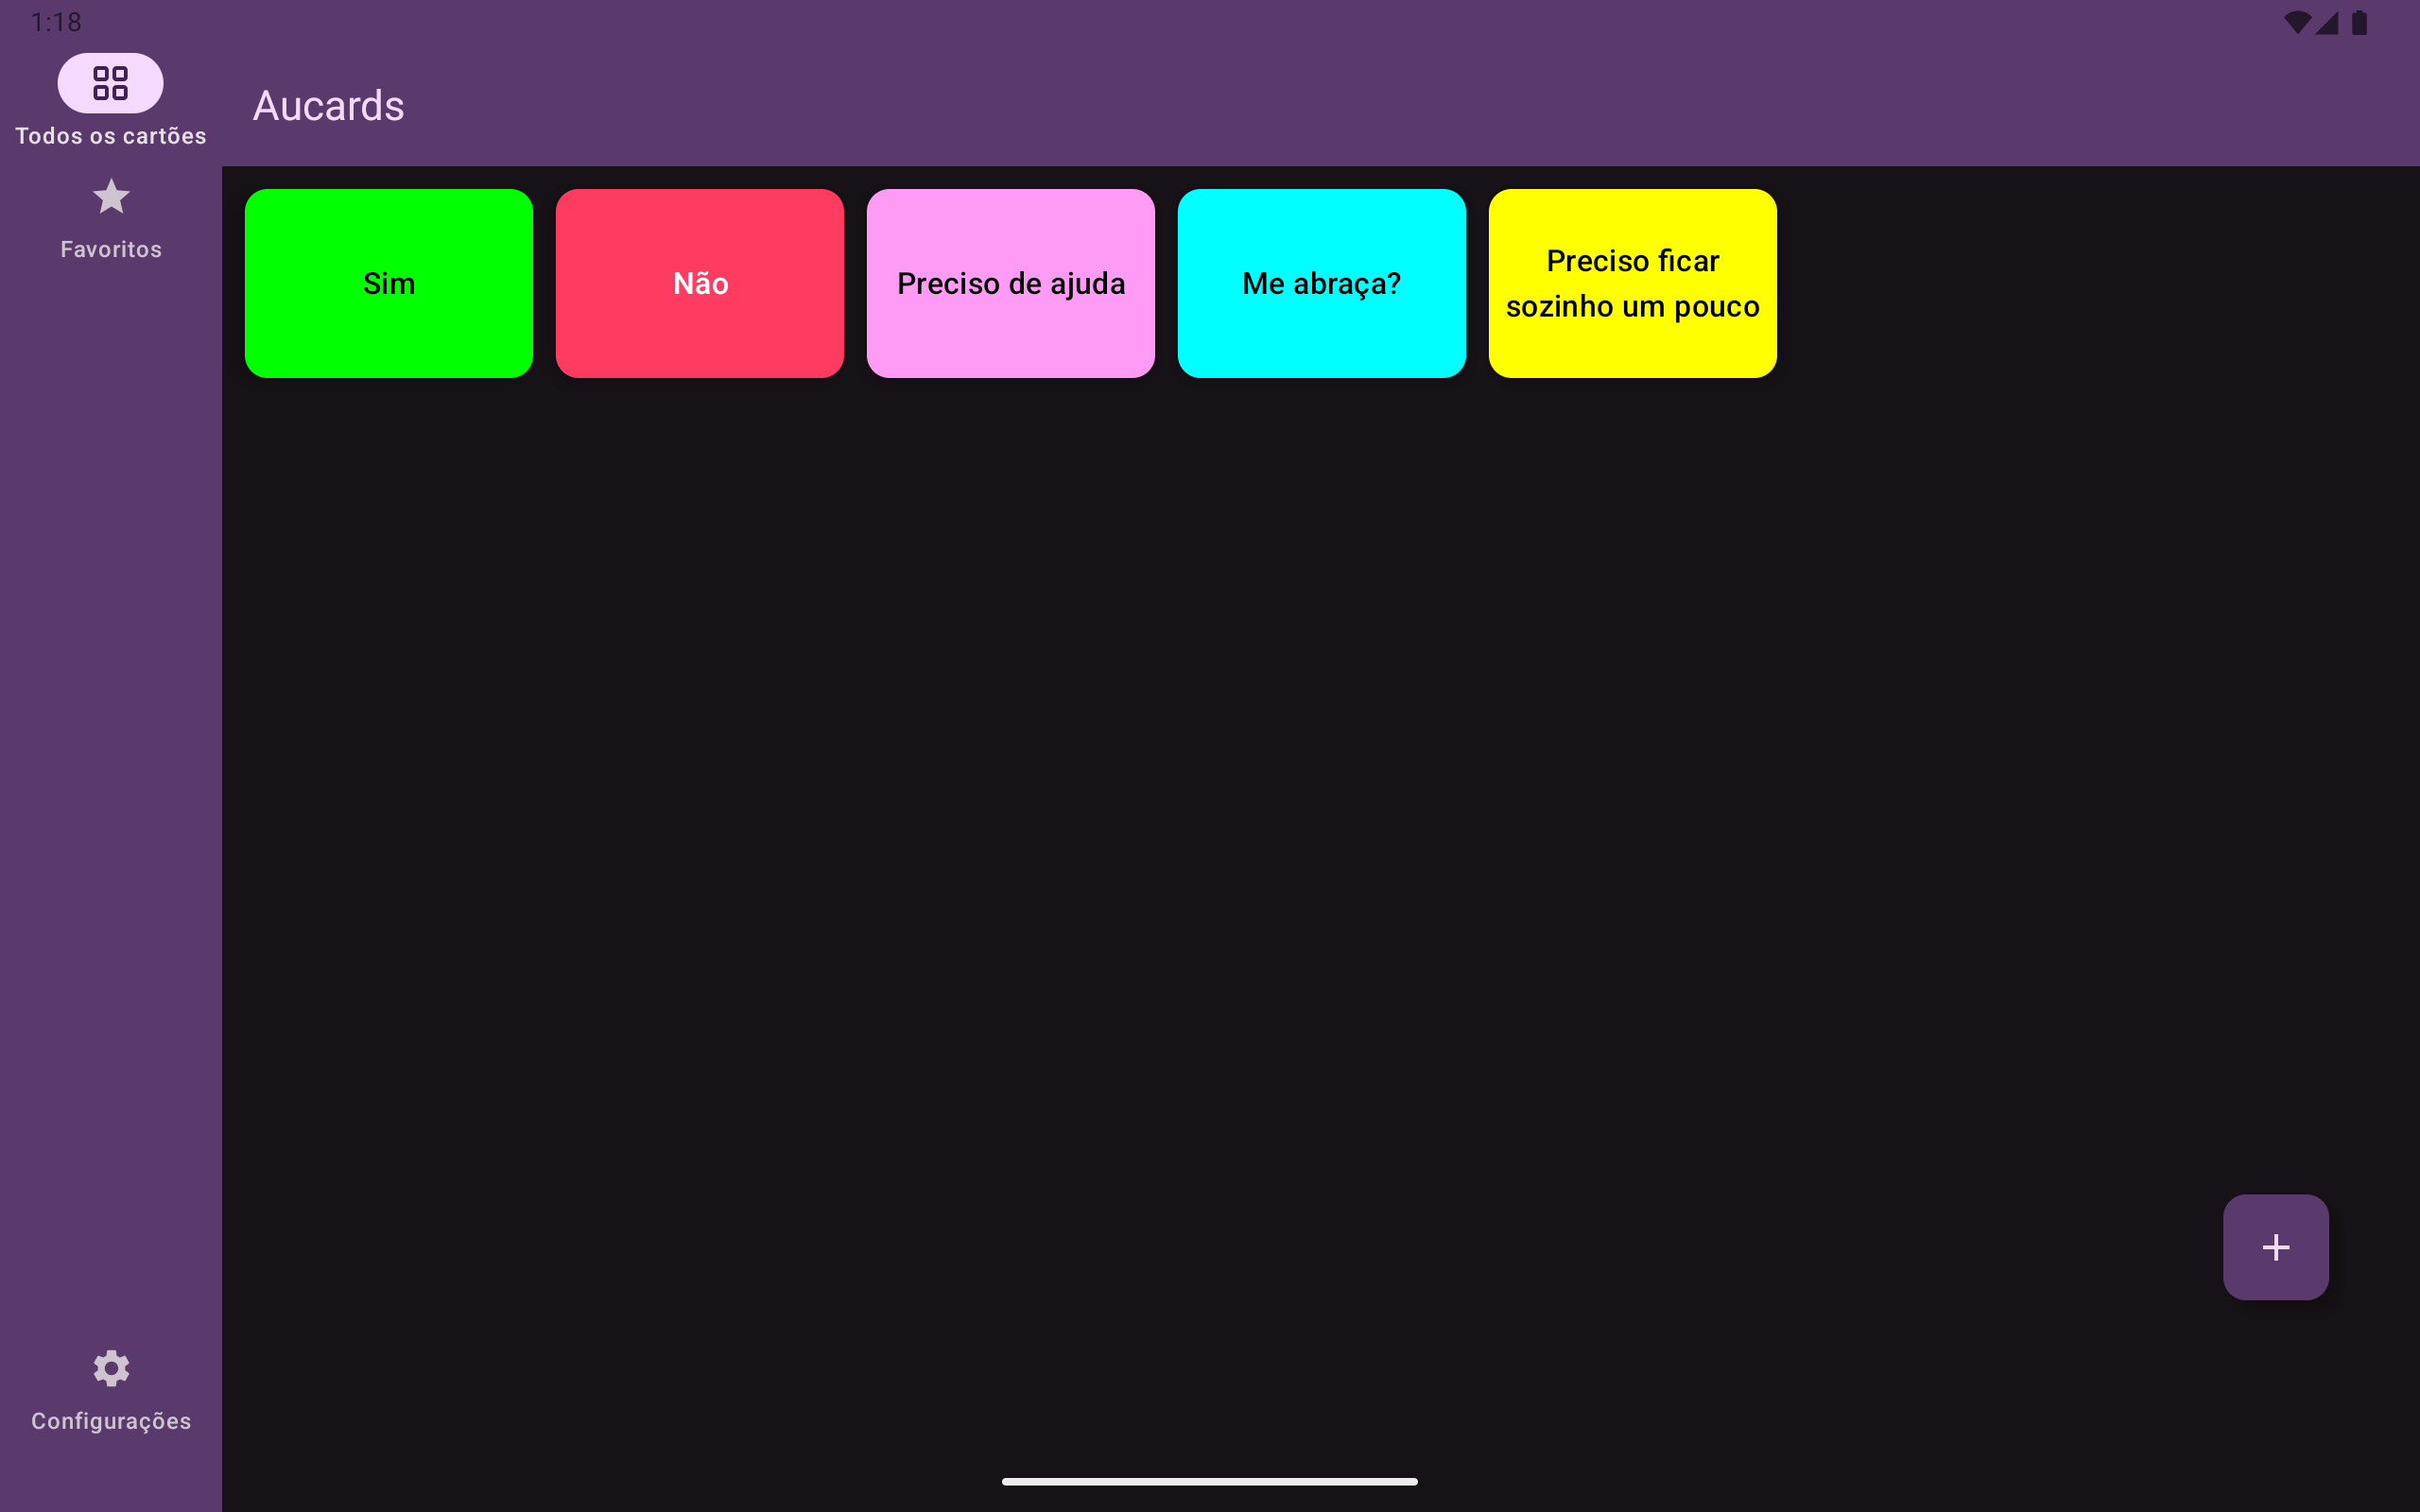 1:18
Todos os cartões
Favoritos
Configurações
Aucards
Sim
Não
Preciso de ajuda
Me abraça?
Preciso ficar
sozinho um pouco